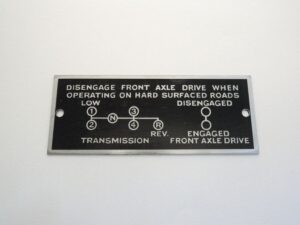 DISENGAGE FRONT AXLE DRIVE WHEN
OPERATING ON HARD SURFACED ROADS
LOW DISENGAGED
1 3
N
2 4 R
REV. ENGAGED
TRANSMISSION FRONT AXLE DRIVE